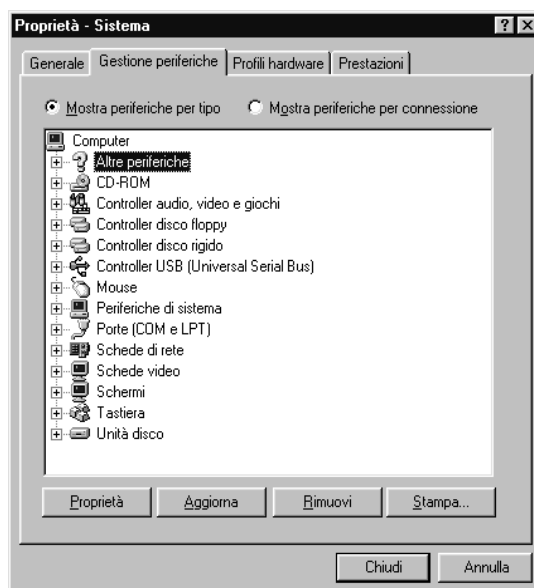 Proprietà - Sistema
Generale Gestione periferiche Profili hardware Prestazioni
Mostra periferiche per tipo Mostra periferiche per connessione
Computer
Altre periferiche
CD-ROM
Controller audio, video e giochi
Controller disco floppy
Controller disco rigido
Controller USB (Universal Serial Bus)
Mouse
Periferiche di sistema
Porte (COM e LPT)
Schede di rete
Schede video
Schermi
Tastiera
Unità disco
Proprietà Aggiorna Rimuovi Stampa...
Chiudi Annulla